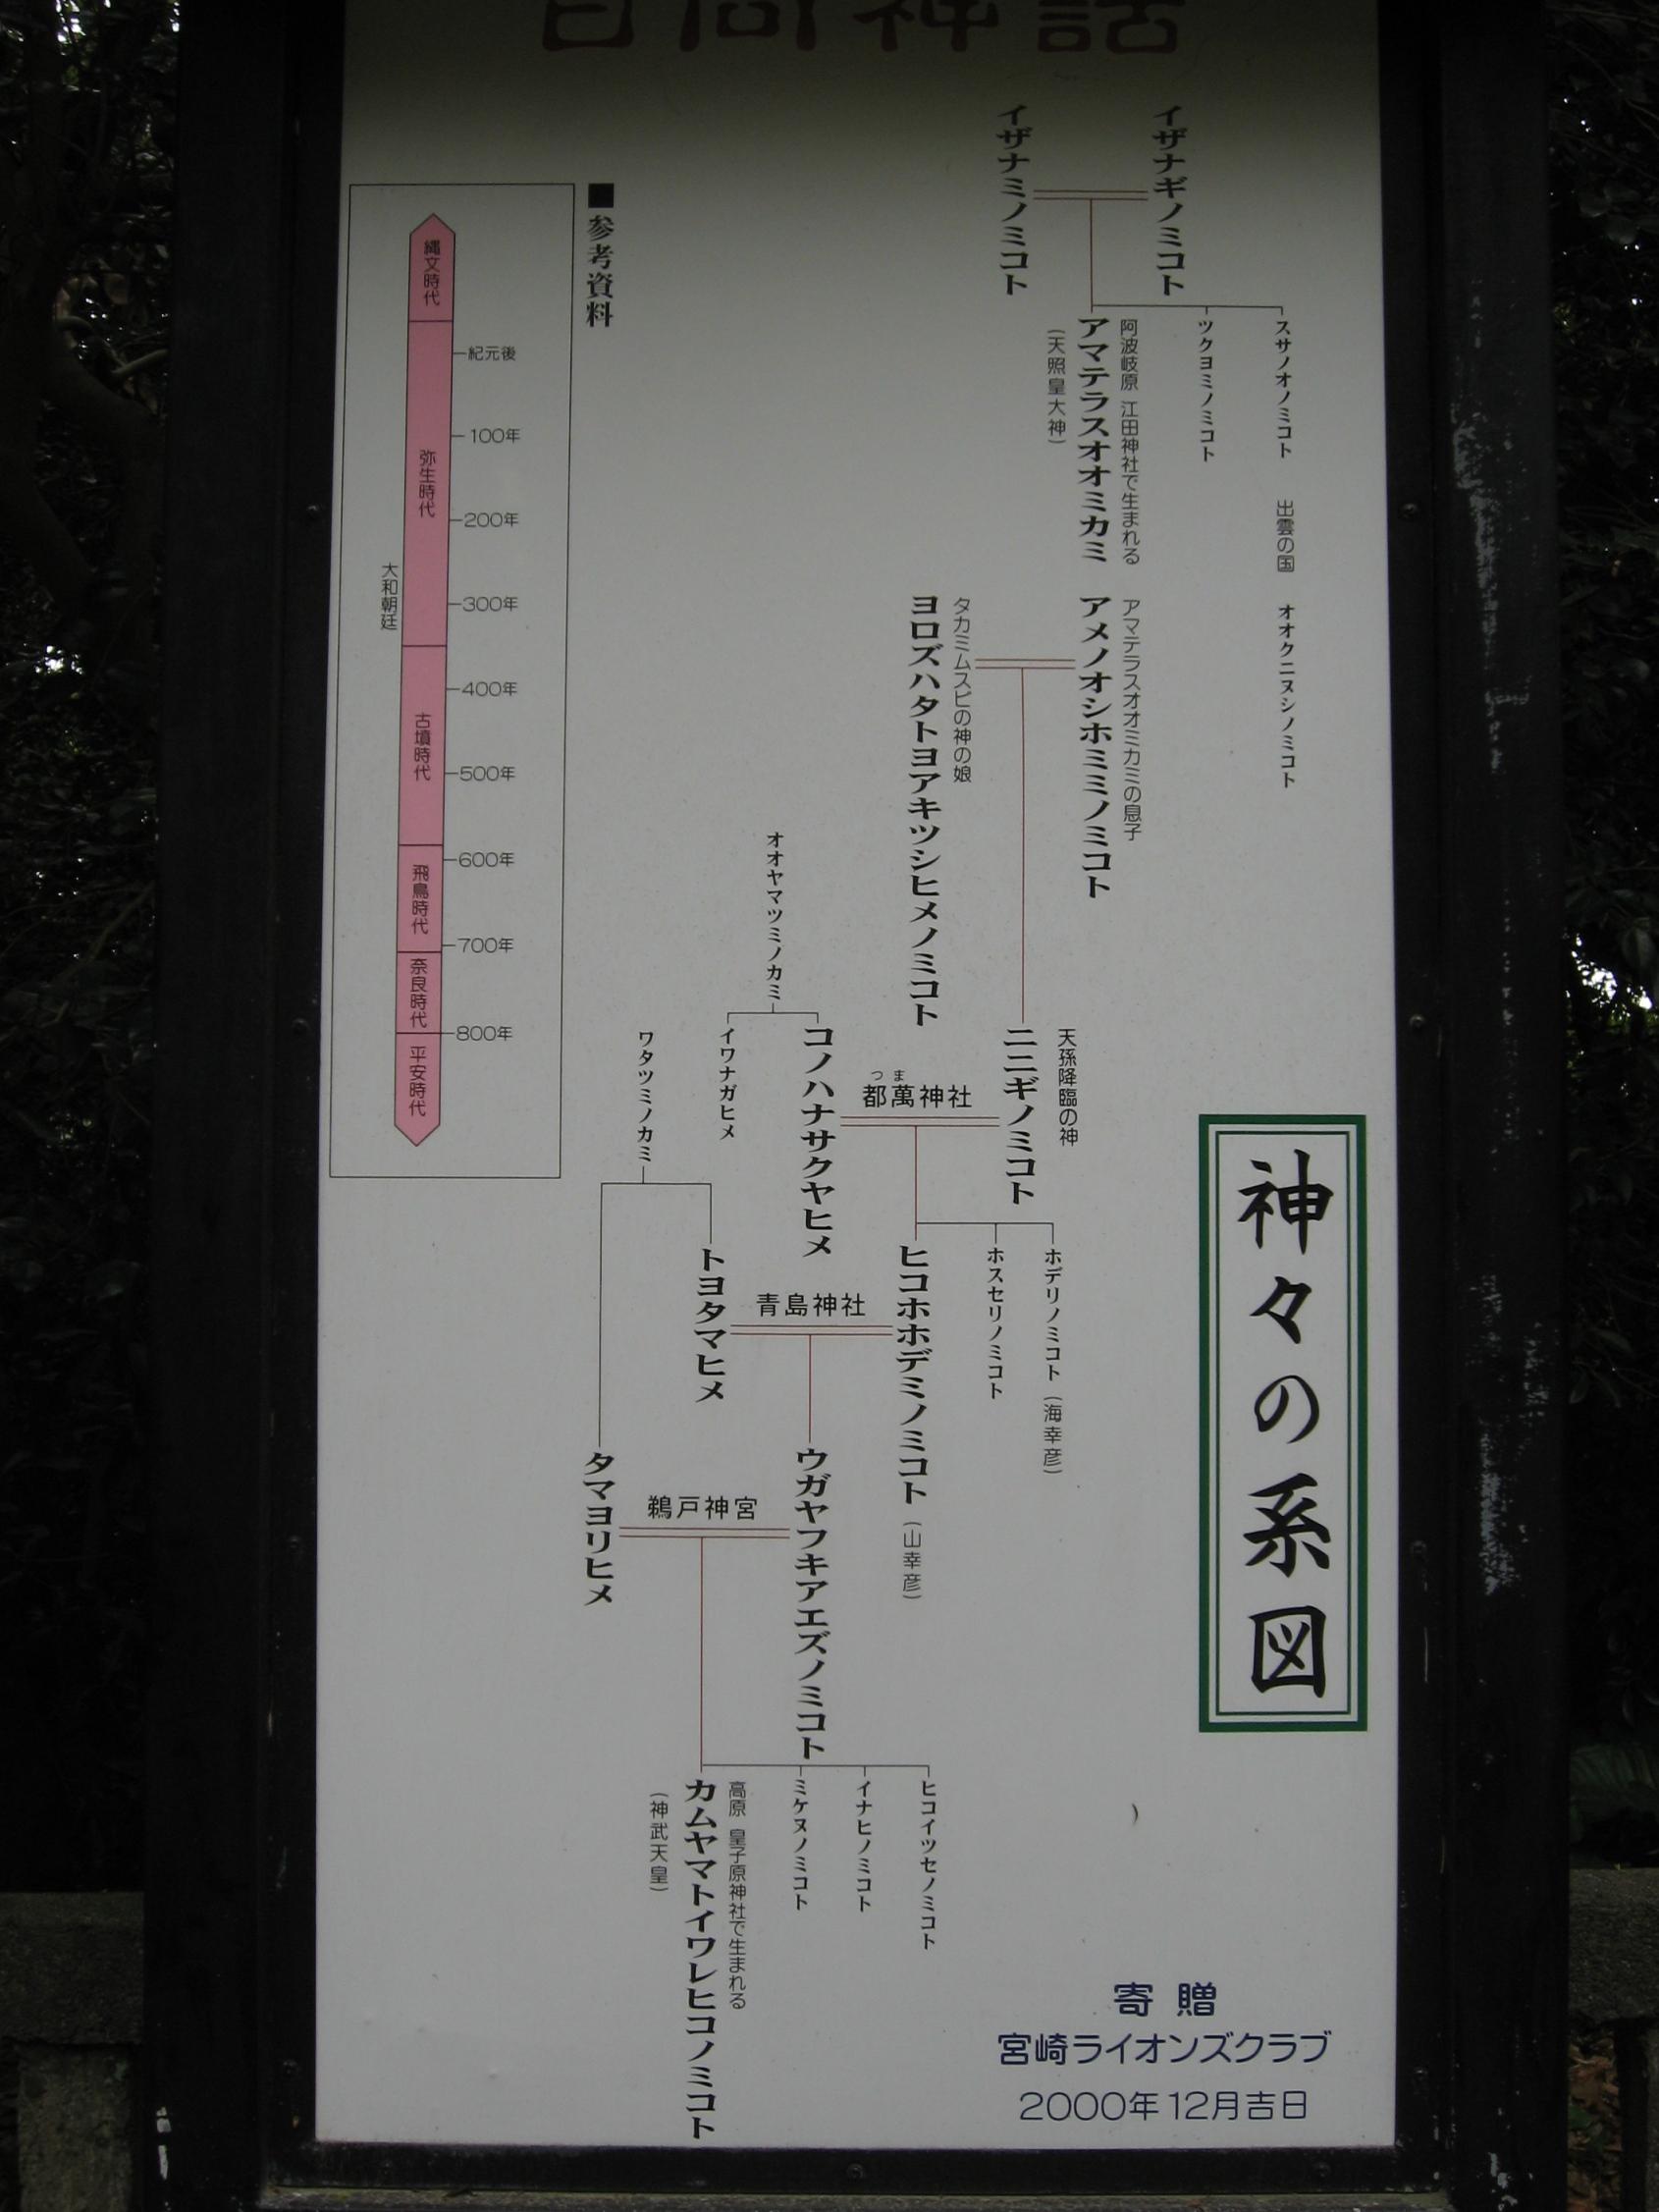 日向神話
神々の系図
イザナギノミコト
イザナミノミコト
スサノオノミコト
出雲の国
オオクニヌシノミコト
ツクヨミノミコト
阿波岐原 江田神社で生まれる
アマテラスオオミカミ
(天照皇大神)
アマテラスオオミカミの息子
アメノオシホミミノミコト
タカミムスビの神の娘
ヨロズハタトヨアキツシヒメノミコト
天孫降臨の神
ニニギノミコト
つま
都萬神社
オオヤマツミノカミ
コノハナサクヤヒメ
イワナガヒメ
ワタツミノカミ
ホデリノミコト(海幸彦)
ホスセリノミコト
ヒコホホデミノミコト(山幸彦)
青島神社
トヨタマヒメ
ウガヤフキアエズノミコト
鵜戸神宮
タマヨリヒメ
ヒコイツセノミコト
イナヒノミコト
ミケヌノミコト
高原 皇子原神社で生まれる
カムヤマトイワレヒコノミコト
(神武天皇)
■参考資料
縄文時代
弥生時代
古墳時代
飛鳥時代
奈良時代
平安時代
大和朝廷
紀元後
100年
200年
300年
400年
500年
600年
700年
800年
寄贈
宮崎ライオンズクラブ
2000年12月吉日